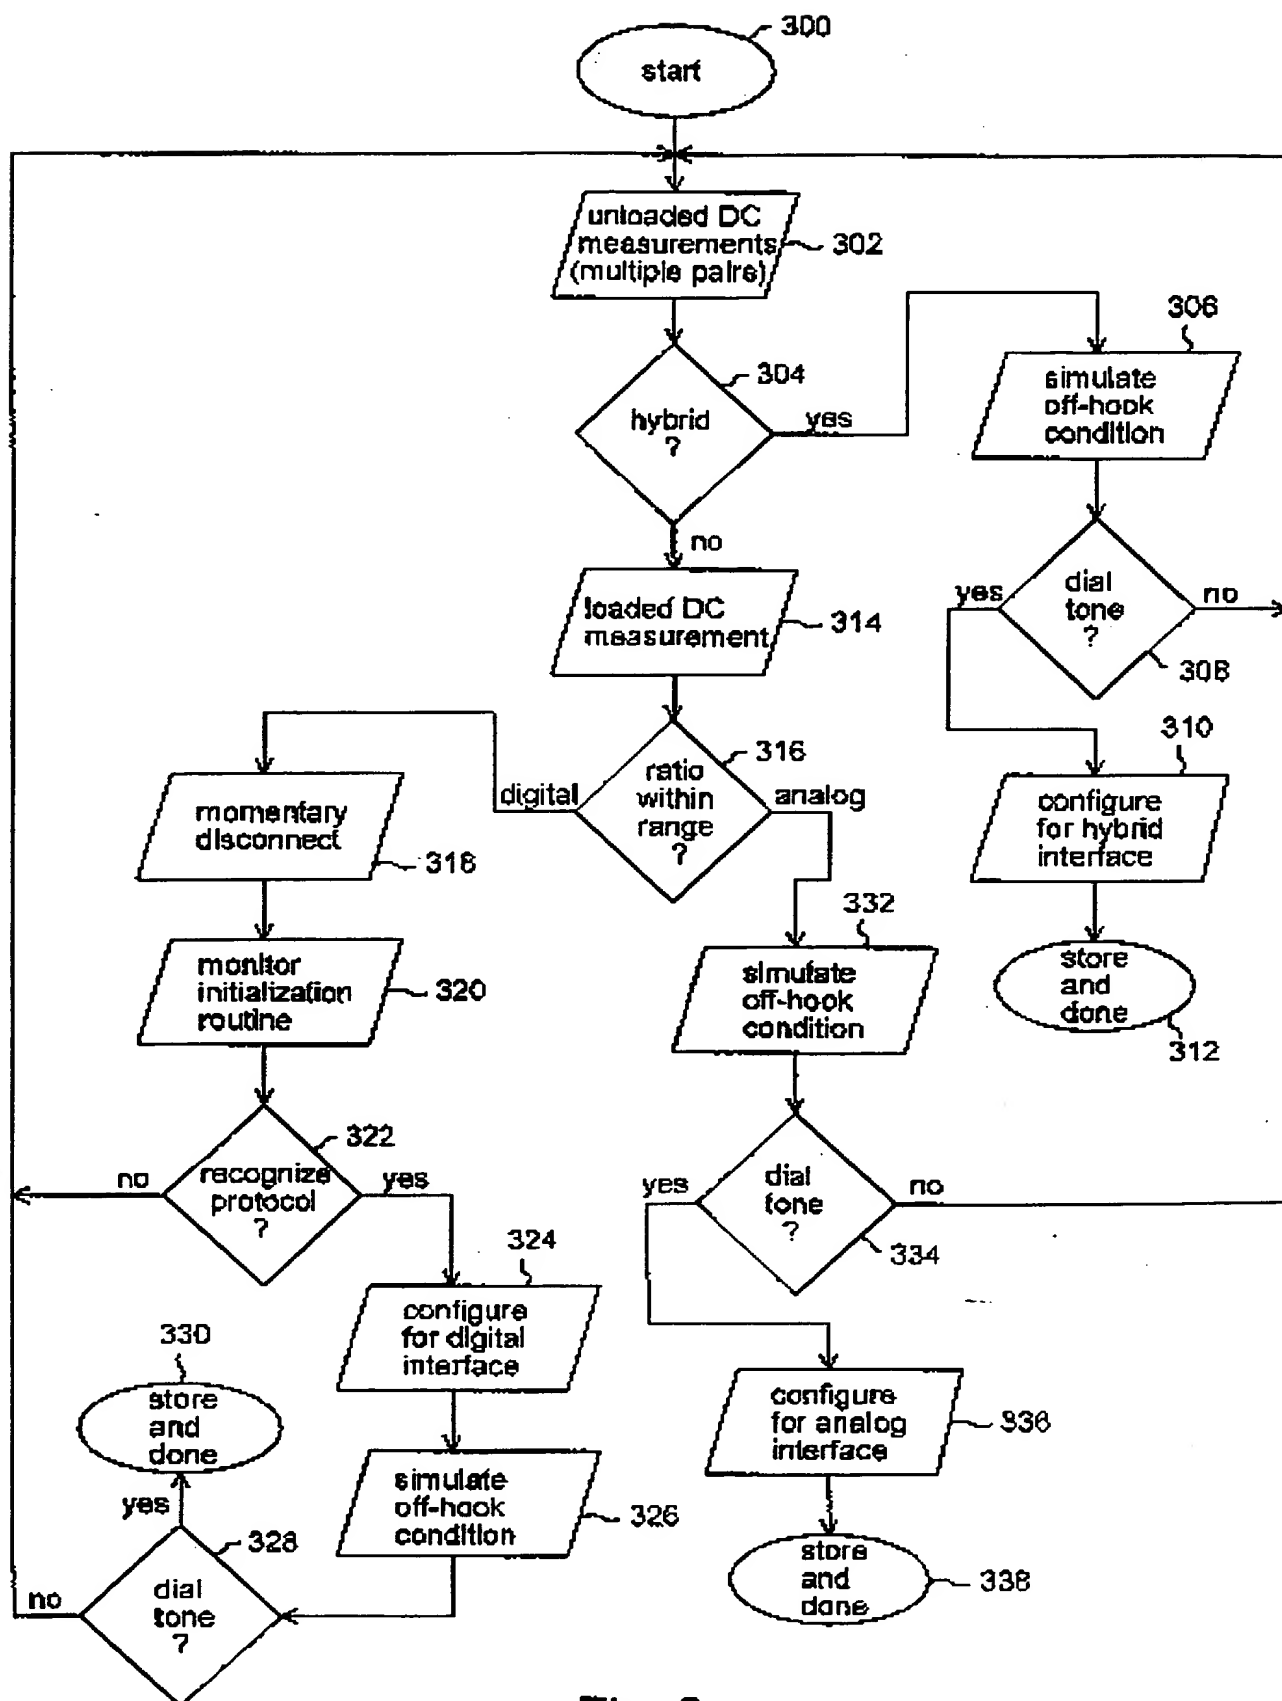 300
start
unloaded DC
measurements
(multiple pairs)
302
304
hybrid
?
yes
no
306
simulate
off-hook
condition
dial
tone
?
yes
no
308
310
configure
for hybrid
interface
store
and
done
312
loaded DC
measurement
314
316
ratio
within
range
?
digital
analog
momentary
disconnect
318
monitor
initialization
routine
320
322
recognize
protocol
?
no
yes
324
configure
for digital
interface
simulate
off-hook
condition
326
328
dial
tone
?
no
yes
330
store
and
done
332
simulate
off-hook
condition
dial
tone
?
yes
no
334
configure
for analog
interface
336
store
and
done
338